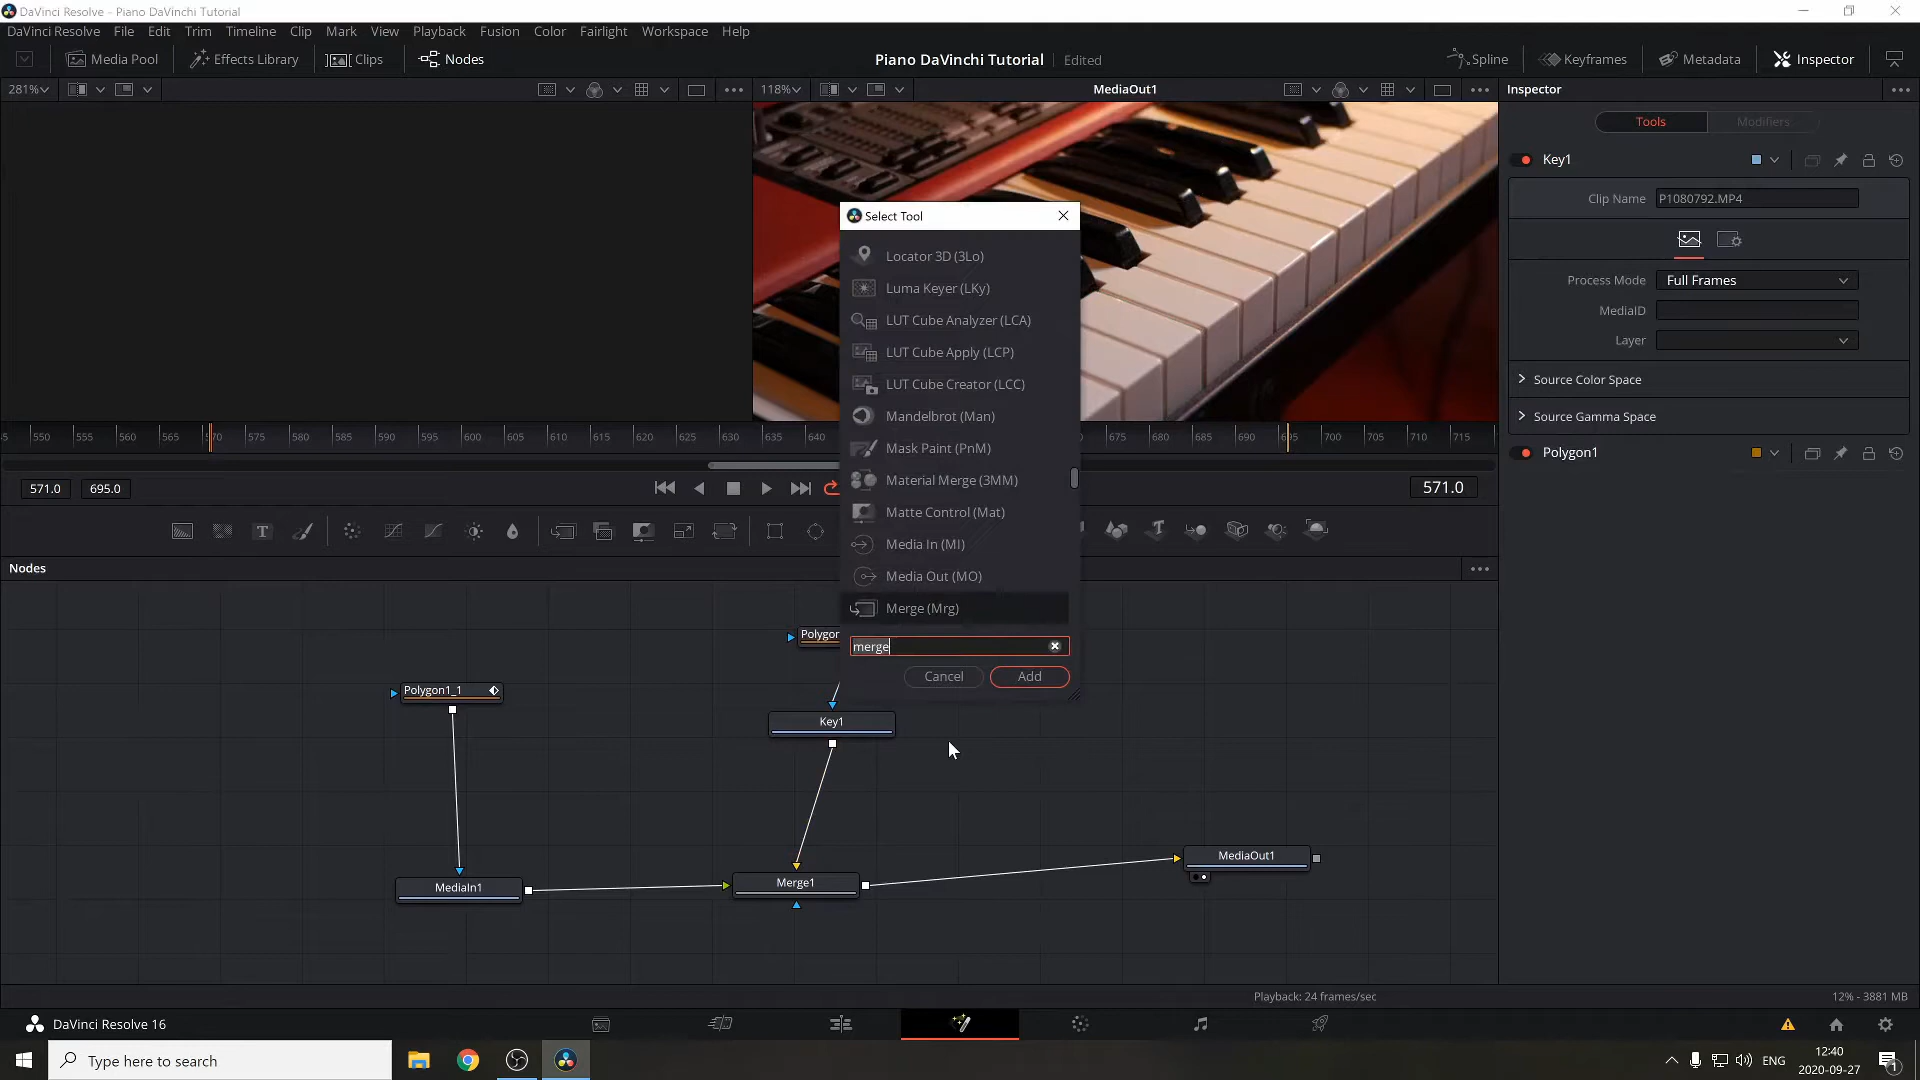 DaVinci Resolve - Piano DaVinchi Tutorial
DaVinci Resolve File Edit Trim Timeline Clip Mark View Playback Fusion Color Fairlight Workspace Help
Media Pool Effects Library Clips Nodes Piano DaVinchi Tutorial Edited Spline Keyframes Metadata Inspector
281% 118% MediaOut1 Inspector
Tools Modifiers
Key1
Clip Name P1080792.MP4
Process Mode Full Frames
MediaID
Layer
Source Color Space
Source Gamma Space
Polygon1
Select Tool
Locator 3D (3Lo)
Luma Keyer (LKy)
LUT Cube Analyzer (LCA)
LUT Cube Apply (LCP)
LUT Cube Creator (LCC)
Mandelbrot (Man)
Mask Paint (PnM)
Material Merge (3MM)
Matte Control (Mat)
Media In (MI)
Media Out (MO)
Merge (Mrg)
merge
Cancel Add
550 555 560 565 570 575 580 585 590 595 600 605 610 615 620 625 630 635 640 675 680 685 690 695 700 705 710 715
571.0 695.0 571.0
Nodes
Polygon
Polygon1_1
Key1
MediaIn1
Merge1
MediaOut1
Playback: 24 frames/sec 12% - 3881 MB
DaVinci Resolve 16
Type here to search
ENG
12:40
2020-09-27
1